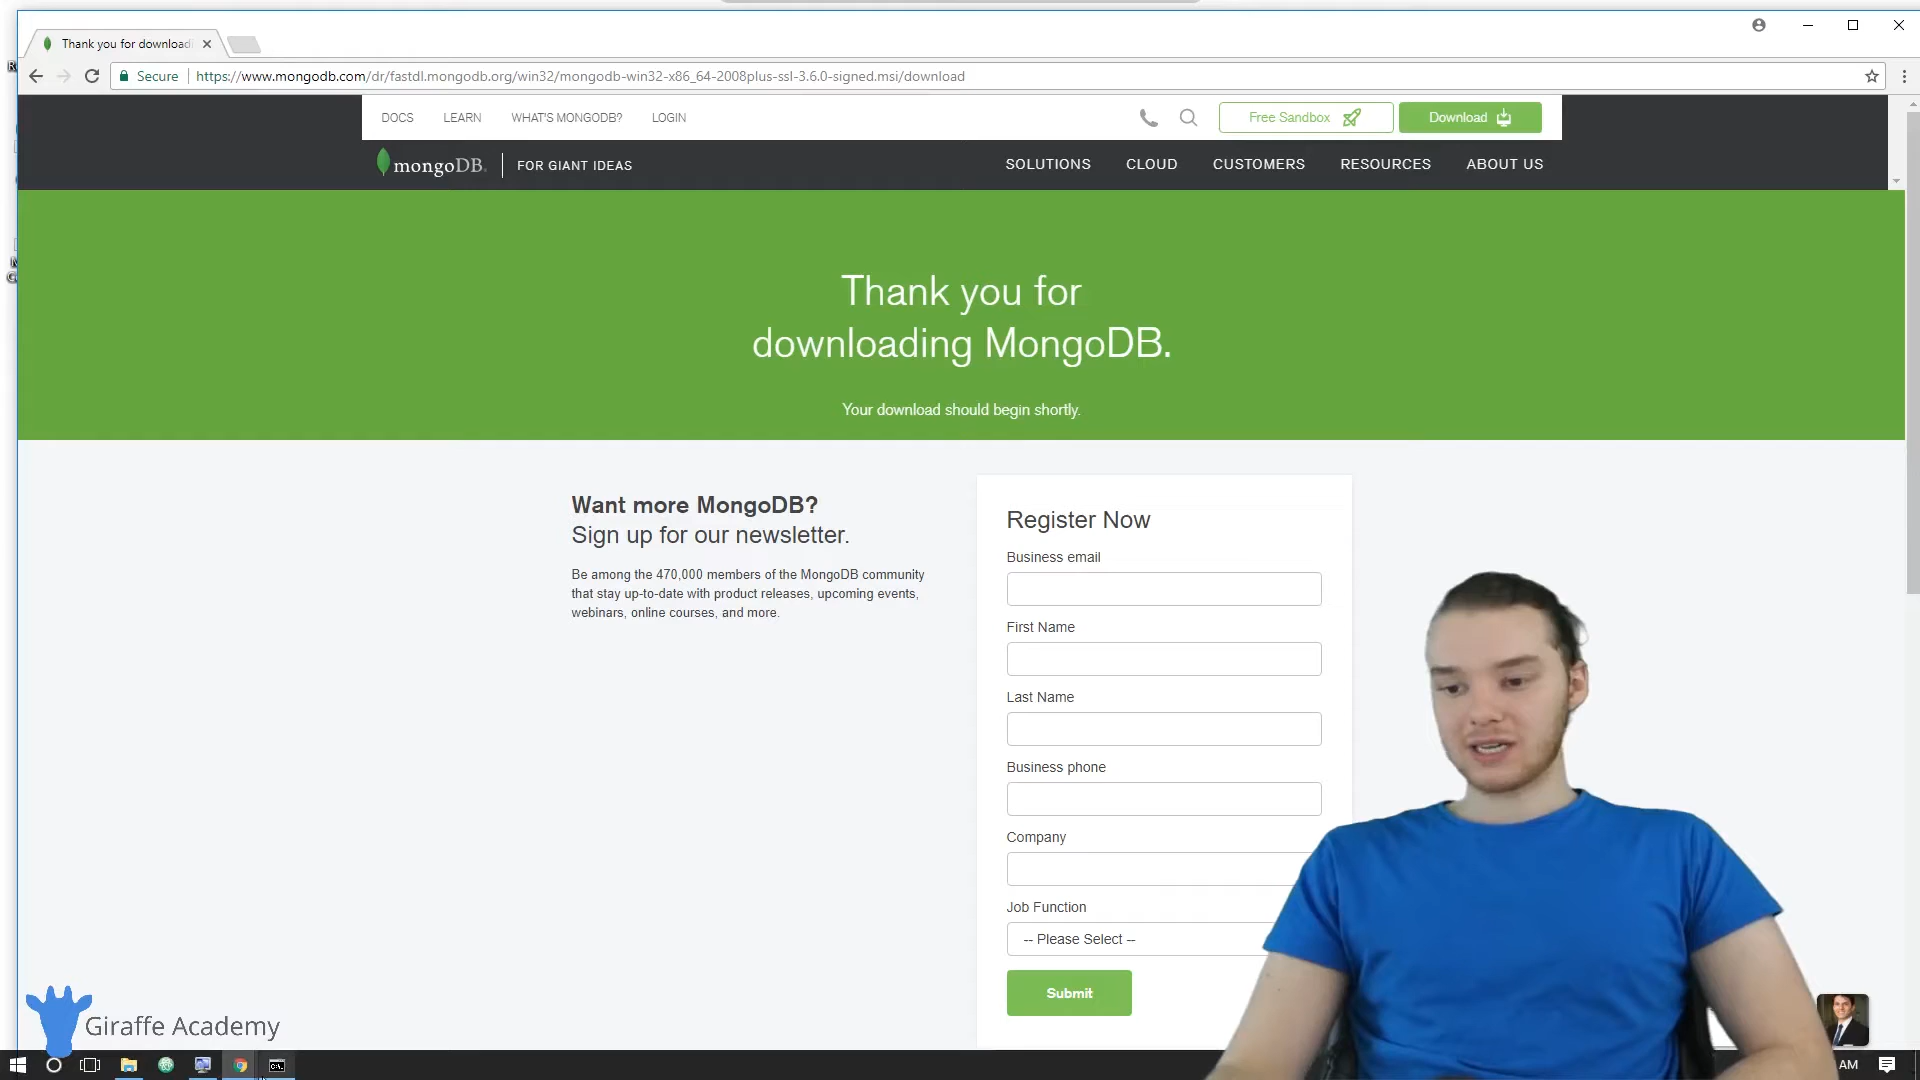 Thank you for downloadi
Secure
https://www.mongodb.com/dr/fastdl.mongodb.org/win32/mongodb-win32-x86_64-2008plus-ssl-3.6.0-signed.msi/download
DOCS LEARN WHAT'S MONGODB? LOGIN Free Sandbox Download
mongoDB. FOR GIANT IDEAS SOLUTIONS CLOUD CUSTOMERS RESOURCES ABOUT US
Thank you for
downloading MongoDB.
Your download should begin shortly.
Want more MongoDB?
Sign up for our newsletter.
Be among the 470,000 members of the MongoDB community
that stay up-to-date with product releases, upcoming events,
webinars, online courses, and more.
Register Now
Business email
First Name
Last Name
Business phone
Company
Job Function
-- Please Select --
Submit
Giraffe Academy
AM